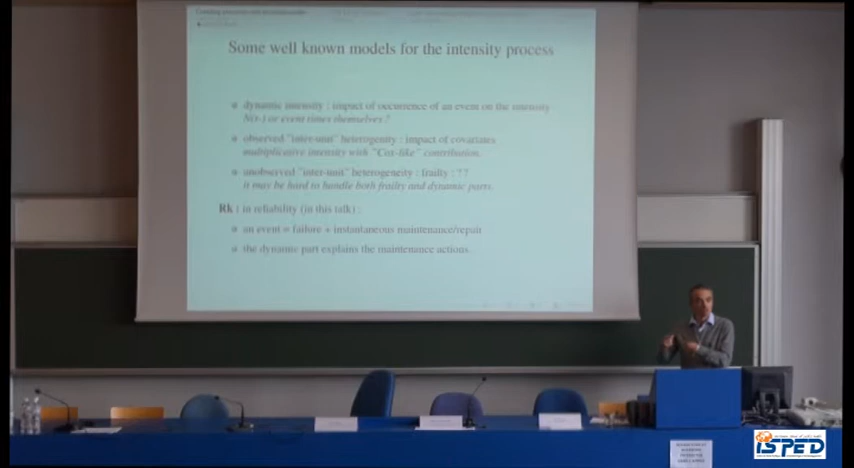 Some well known models for the intensity process
dynamic intensity : impact of occurrence of an event on the intensity
N(t-) or event times themselves ?
observed "inter-unit" heterogeneity : impact of covariates
multiplicative intensity with "Cox-like" contribution.
unobserved "inter-unit" heterogeneity : frailty : ??
it may be hard to handle both frailty and dynamic parts.
Rk : in reliability (in this talk) :
an event = failure + instantaneous maintenance/repair
the dynamic part explains the maintenance actions
ISPED